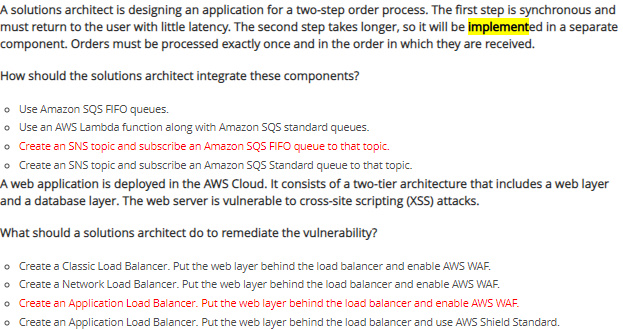 A solutions architect is designing an application for a two-step order process. The first step is synchronous and
must return to the user with little latency. The second step takes longer, so it will be implemented in a separate
component. Orders must be processed exactly once and in the order in which they are received.
How should the solutions architect integrate these components?
Use Amazon SQS FIFO queues.
Use an AWS Lambda function along with Amazon SQS standard queues.
Create an SNS topic and subscribe an Amazon SQS FIFO queue to that topic.
Create an SNS topic and subscribe an Amazon SQS Standard queue to that topic.
A web application is deployed in the AWS Cloud. It consists of a two-tier architecture that includes a web layer
and a database layer. The web server is vulnerable to cross-site scripting (XSS) attacks.
What should a solutions architect do to remediate the vulnerability?
Create a Classic Load Balancer. Put the web layer behind the load balancer and enable AWS WAF.
Create a Network Load Balancer. Put the web layer behind the load balancer and enable AWS WAF.
Create an Application Load Balancer. Put the web layer behind the load balancer and enable AWS WAF.
Create an Application Load Balancer. Put the web layer behind the load balancer and use AWS Shield Standard.